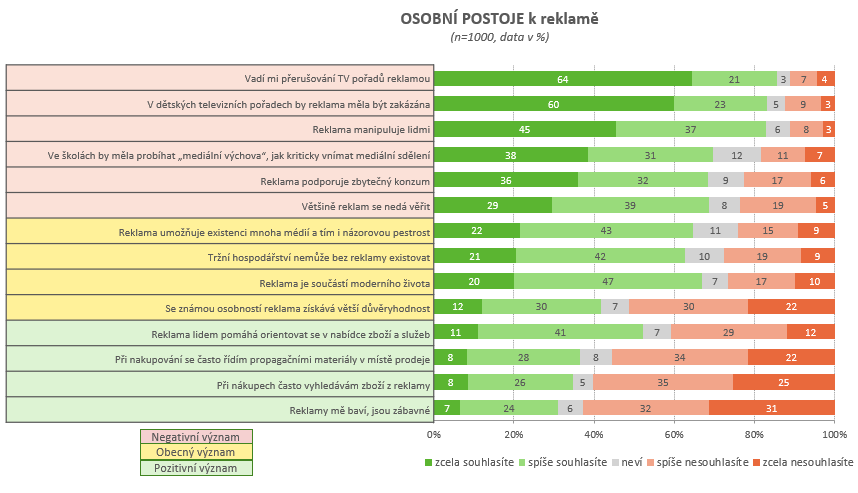 OSOBNÍ POSTOJE k reklamě
(n=1000, data v %)
Vadí mi přerušování TV pořadů reklamou 64 21 3 7 4
V dětských televizních pořadech by reklama měla být zakázána 60 23 5 9 3
Reklama manipuluje lidmi 45 37 6 8 3
Ve školách by měla probíhat „mediální výchova“, jak kriticky vnímat mediální sdělení 38 31 12 11 7
Reklama podporuje zbytečný konzum 36 32 9 17 6
Většině reklam se nedá věřit 29 39 8 19 5
Reklama umožňuje existenci mnoha médií a tím i názorovou pestrost 22 43 11 15 9
Tržní hospodářství nemůže bez reklamy existovat 21 42 10 19 9
Reklama je součástí moderního života 20 47 7 17 10
Se známou osobností reklama získává větší důvěryhodnost 12 30 7 30 22
Reklama lidem pomáhá orientovat se v nabídce zboží a služeb 11 41 7 29 12
Při nakupování se často řídím propagačními materiály v místě prodeje 8 28 8 34 22
Při nákupech často vyhledávám zboží z reklamy 8 26 5 35 25
Reklamy mě baví, jsou zábavné 7 24 6 32 31
0% 20% 40% 60% 80% 100%
Negativní význam
Obecný význam
Pozitivní význam
zcela souhlasíte spíše souhlasíte neví spíše nesouhlasíte zcela nesouhlasíte